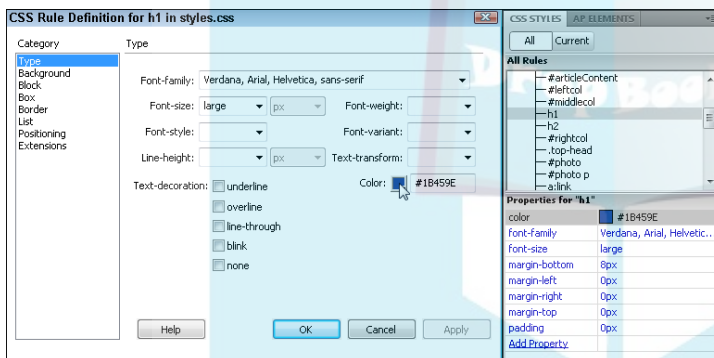 CSS Rule Definition for h1 in styles.css
Category
Type
Type
Background
Block
Box
Border
List
Positioning
Extensions
Font-family: Verdana, Arial, Helvetica, sans-serif
Font-size: large px Font-weight:
Font-style: Font-variant:
Line-height: px Text-transform:
Text-decoration: underline Color: #1B459E
overline
line-through
blink
none
Help OK Cancel Apply
CSS STYLES AP ELEMENTS
All Current
All Rules
#articleContent
#leftcol
#middlecol
h1
h2
#rightcol
.top-head
#photo
#photo p
a:link
Properties for "h1"
color #1B459E
font-family Verdana, Arial, Helvetic...
font-size large
margin-bottom 8px
margin-left 0px
margin-right 0px
margin-top 0px
padding 0px
Add Property